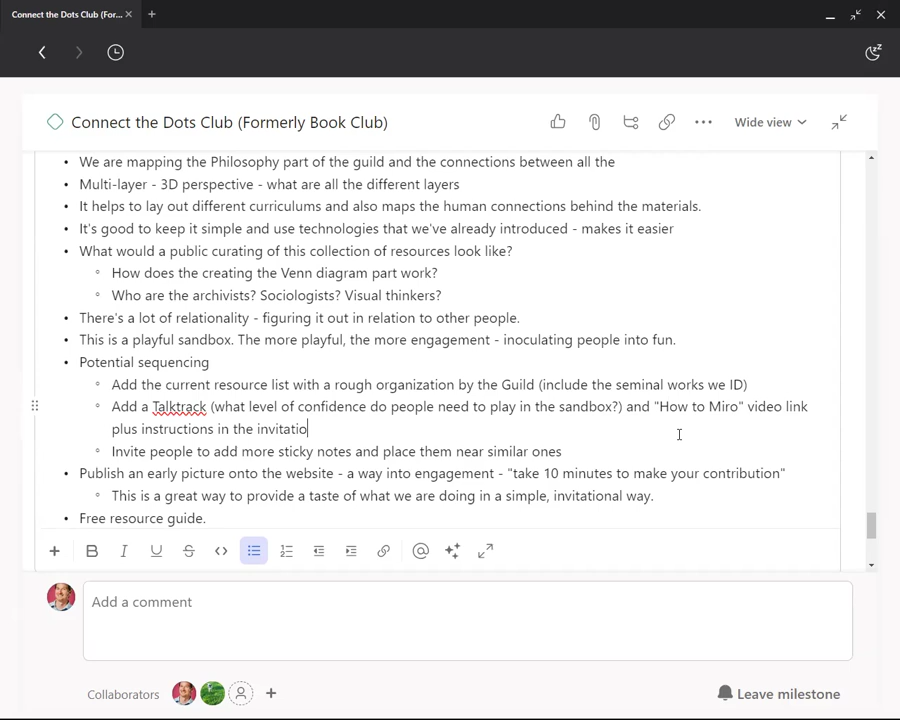 Connect the Dots Club (For...
Connect the Dots Club (Formerly Book Club)
Wide view
We are mapping the Philosophy part of the guild and the connections between all the
Multi-layer - 3D perspective - what are all the different layers
It helps to lay out different curriculums and also maps the human connections behind the materials.
It's good to keep it simple and use technologies that we've already introduced - makes it easier
What would a public curating of this collection of resources look like?
How does the creating the Venn diagram part work?
Who are the archivists? Sociologists? Visual thinkers?
There's a lot of relationality - figuring it out in relation to other people.
This is a playful sandbox. The more playful, the more engagement - inoculating people into fun.
Potential sequencing
Add the current resource list with a rough organization by the Guild (include the seminal works we ID)
Add a Talktrack (what level of confidence do people need to play in the sandbox?) and "How to Miro" video link
plus instructions in the invitatio
Invite people to add more sticky notes and place them near similar ones
Publish an early picture onto the website - a way into engagement - "take 10 minutes to make your contribution"
This is a great way to provide a taste of what we are doing in a simple, invitational way.
Free resource guide.
Add a comment
Collaborators
Leave milestone